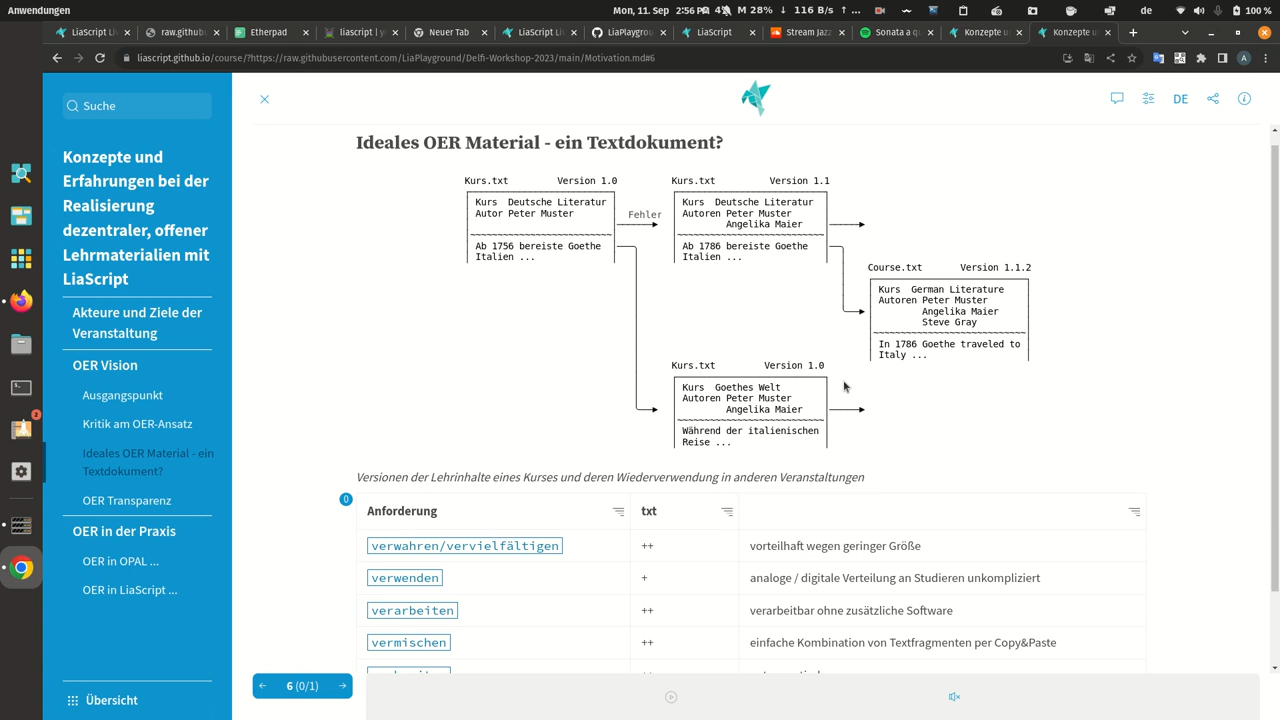 Anwendungen
Mon, 11. Sep 2:56 PM
4%
M 28%
↓ 116 B/s ↑ ...
de
100 %
LiaScript Li
raw.github
Etherpad
liascript | y
Neuer Tab
LiaScript Li
LiaPlaygro
LiaScript
Stream Jazz
Sonata a q
Konzepte u
Konzepte u
liascript.github.io/course/?https://raw.githubusercontent.com/LiaPlayground/Delfi-Workshop-2023/main/Motivation.md#6
A
Suche
DE
Konzepte und
Erfahrungen bei der
Realisierung
dezentraler, offener
Lehrmaterialien mit
LiaScript
Akteure und Ziele der
Veranstaltung
OER Vision
Ausgangspunkt
Kritik am OER-Ansatz
Ideales OER Material - ein
Textdokument?
OER Transparenz
OER in der Praxis
OER in OPAL ...
OER in LiaScript ...
Übersicht
2
Ideales OER Material - ein Textdokument?
Kurs.txt Version 1.0
Kurs Deutsche Literatur
Autor Peter Muster
~~~~~~~~~~~~~~~~~~~~~~~~~~
Ab 1756 bereiste Goethe
Italien ...
Fehler
Kurs.txt Version 1.1
Kurs Deutsche Literatur
Autoren Peter Muster
Angelika Maier
~~~~~~~~~~~~~~~~~~~~~~~~~~~
Ab 1786 bereiste Goethe
Italien ...
Course.txt Version 1.1.2
Kurs German Literature
Autoren Peter Muster
Angelika Maier
Steve Gray
~~~~~~~~~~~~~~~~~~~~~~~~~~~~
In 1786 Goethe traveled to
Italy ...
Kurs.txt Version 1.0
Kurs Goethes Welt
Autoren Peter Muster
Angelika Maier
~~~~~~~~~~~~~~~~~~~~~~~~~~~
Während der italienischen
Reise ...
Versionen der Lehrinhalte eines Kurses und deren Wiederverwendung in anderen Veranstaltungen
0
Anforderung txt
verwahren/vervielfältigen ++ vorteilhaft wegen geringer Größe
verwenden + analoge / digitale Verteilung an Studieren unkompliziert
verarbeiten ++ verarbeitbar ohne zusätzliche Software
vermischen ++ einfache Kombination von Textfragmenten per Copy&Paste
← 6 (0/1) →